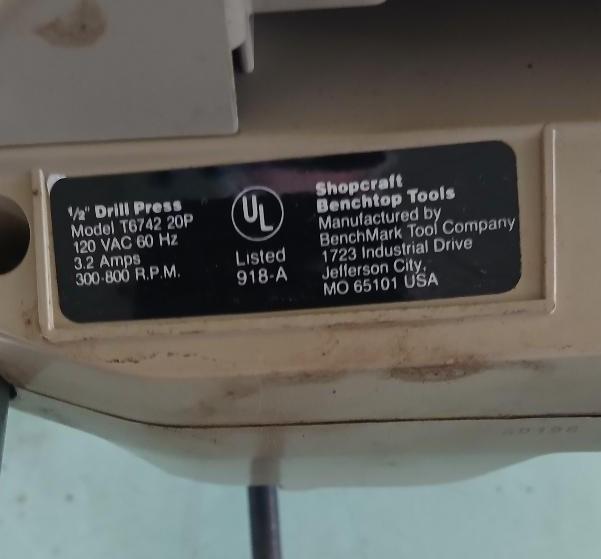 1/2" Drill Press
Model T6742 20P
120 VAC 60 Hz
3.2 Amps
300-800 R.P.M.
UL
Listed
918-A
Shopcraft
Benchtop Tools
Manufactured by
BenchMark Tool Company
1723 Industrial Drive
Jefferson City,
MO 65101 USA